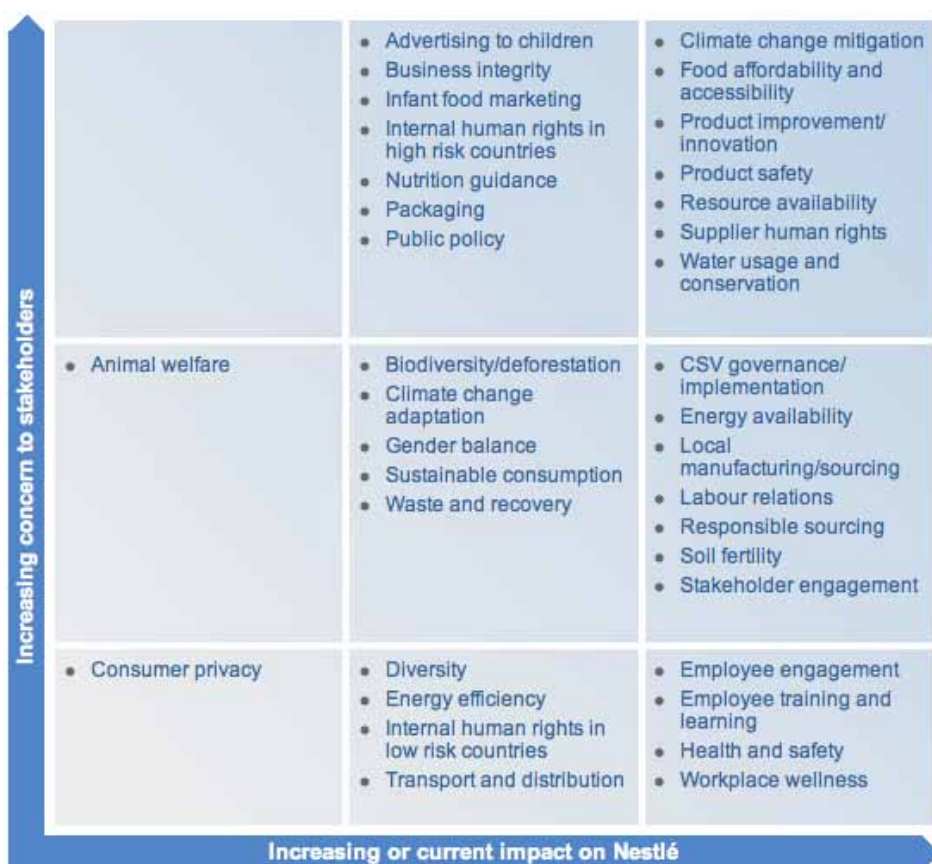 Increasing concern to stakeholders
• Advertising to children
• Business integrity
• Infant food marketing
• Internal human rights in
high risk countries
• Nutrition guidance
• Packaging
• Public policy
• Climate change mitigation
• Food affordability and
accessibility
• Product improvement/
innovation
• Product safety
• Resource availability
• Supplier human rights
• Water usage and
conservation
• Animal welfare
• Biodiversity/deforestation
• Climate change
adaptation
• Gender balance
• Sustainable consumption
• Waste and recovery
• CSV governance/
implementation
• Energy availability
• Local
manufacturing/sourcing
• Labour relations
• Responsible sourcing
• Soil fertility
• Stakeholder engagement
• Consumer privacy
• Diversity
• Energy efficiency
• Internal human rights in
low risk countries
• Transport and distribution
• Employee engagement
• Employee training and
learning
• Health and safety
• Workplace wellness
Increasing or current impact on Nestlé